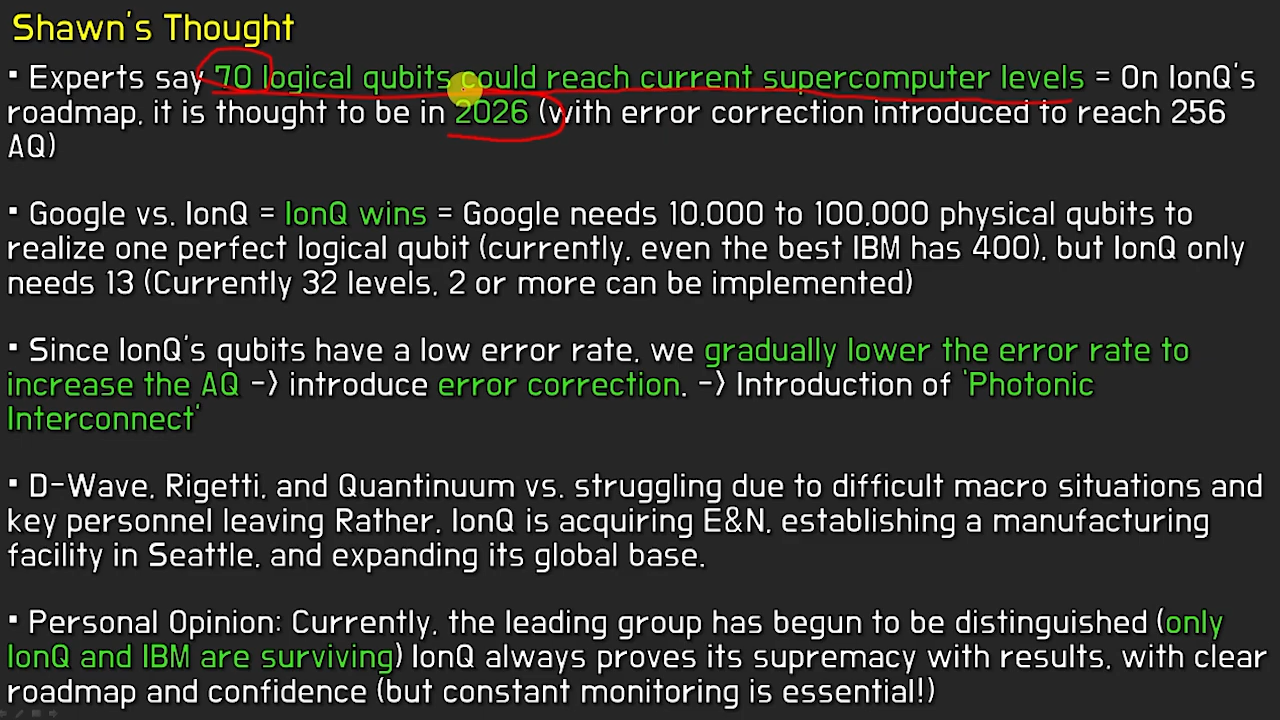 Shawn's Thought
▪ Experts say 70 logical qubits could reach current supercomputer levels = On IonQ's
roadmap, it is thought to be in 2026 (with error correction introduced to reach 256
AQ)
▪ Google vs. IonQ = IonQ wins = Google needs 10,000 to 100,000 physical qubits to
realize one perfect logical qubit (currently, even the best IBM has 400), but IonQ only
needs 13 (Currently 32 levels, 2 or more can be implemented)
▪ Since IonQ's qubits have a low error rate, we gradually lower the error rate to
increase the AQ -> introduce error correction. -> Introduction of 'Photonic
Interconnect'
▪ D-Wave, Rigetti, and Quantinuum vs. struggling due to difficult macro situations and
key personnel leaving Rather, IonQ is acquiring E&N, establishing a manufacturing
facility in Seattle, and expanding its global base.
▪ Personal Opinion: Currently, the leading group has begun to be distinguished (only
IonQ and IBM are surviving) IonQ always proves its supremacy with results, with clear
roadmap and confidence (but constant monitoring is essential!)